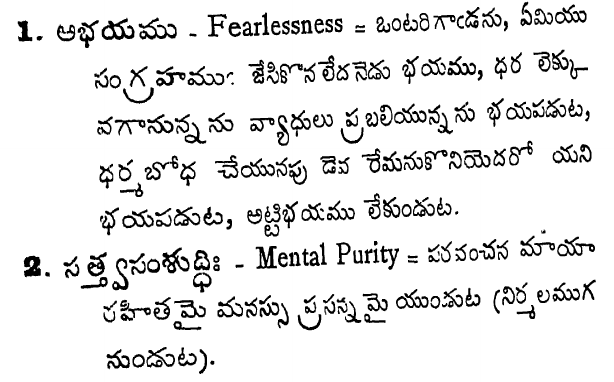 1. అభయము - Fearlessness = ఒంటరిగాఁడను, ఏమియు
సంగ్రహముఁ జేసికొనలేదనెడు భయము, ధర లెక్కు
వగానున్నను వ్యాధులు ప్రబలియున్నను భయపడుట,
ధర్మబోధ చేయునపు డెవ రేమనుకొనియెదరో యని
భయపడుట, అట్టిభయము లేకుండుట.
2. సత్త్వసంశుద్ధిః - Mental Purity = పరవంచన మాయా
రహితమై మనస్సు ప్రసన్నమై యుండుట (నిర్మలముగ
నుండుట).